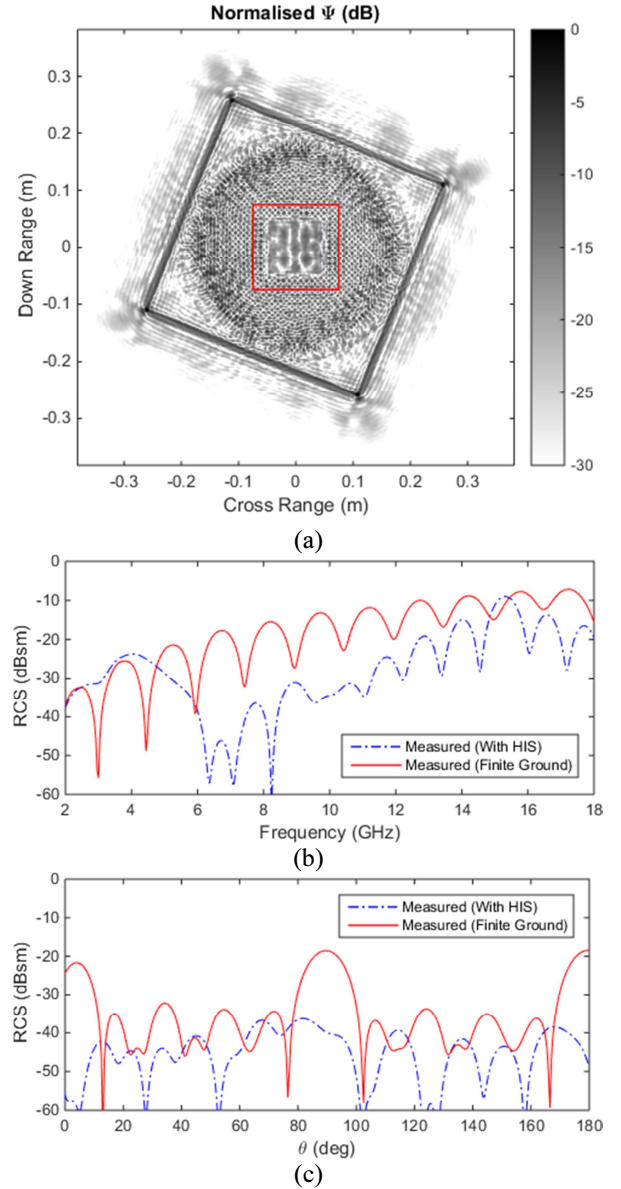 Normalised Ψ (dB)
Down Range (m)
0.3
0.2
0.1
0
-0.1
-0.2
-0.3
-0.3 -0.2 -0.1 0 0.1 0.2 0.3
Cross Range (m)
0
-5
-10
-15
-20
-25
-30
(a)
RCS (dBsm)
0
-10
-20
-30
-40
-50
-60
Measured (With HIS)
Measured (Finite Ground)
2 4 6 8 10 12 14 16 18
Frequency (GHz)
(b)
RCS (dBsm)
0
-10
-20
-30
-40
-50
-60
Measured (With HIS)
Measured (Finite Ground)
0 20 40 60 80 100 120 140 160 180
θ (deg)
(c)